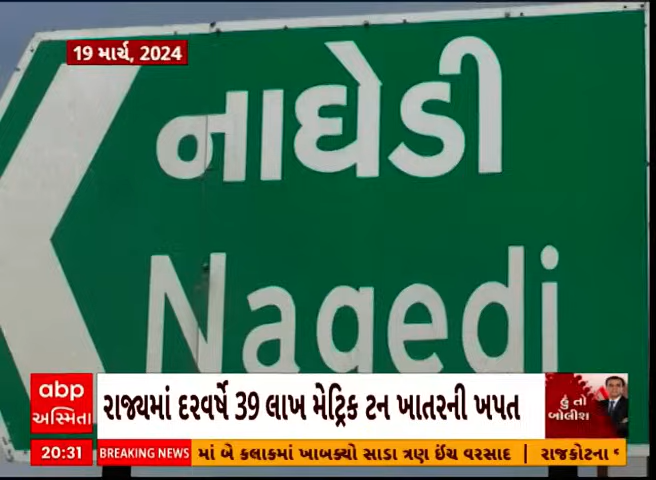 19 માર્ચ, 2024
નાઘેડી
Nagedi
abp
અસ્મિતા
રાજ્યમાં દરવર્ષે 39 લાખ મેટ્રિક ટન ખાતરની ખપત
હું તો
બોલીશ
20:31
BREAKING NEWS
માં બે કલાકમાં ખાબક્યો સાડા ત્રણ ઈંચ વરસાદ | રાજકોટના